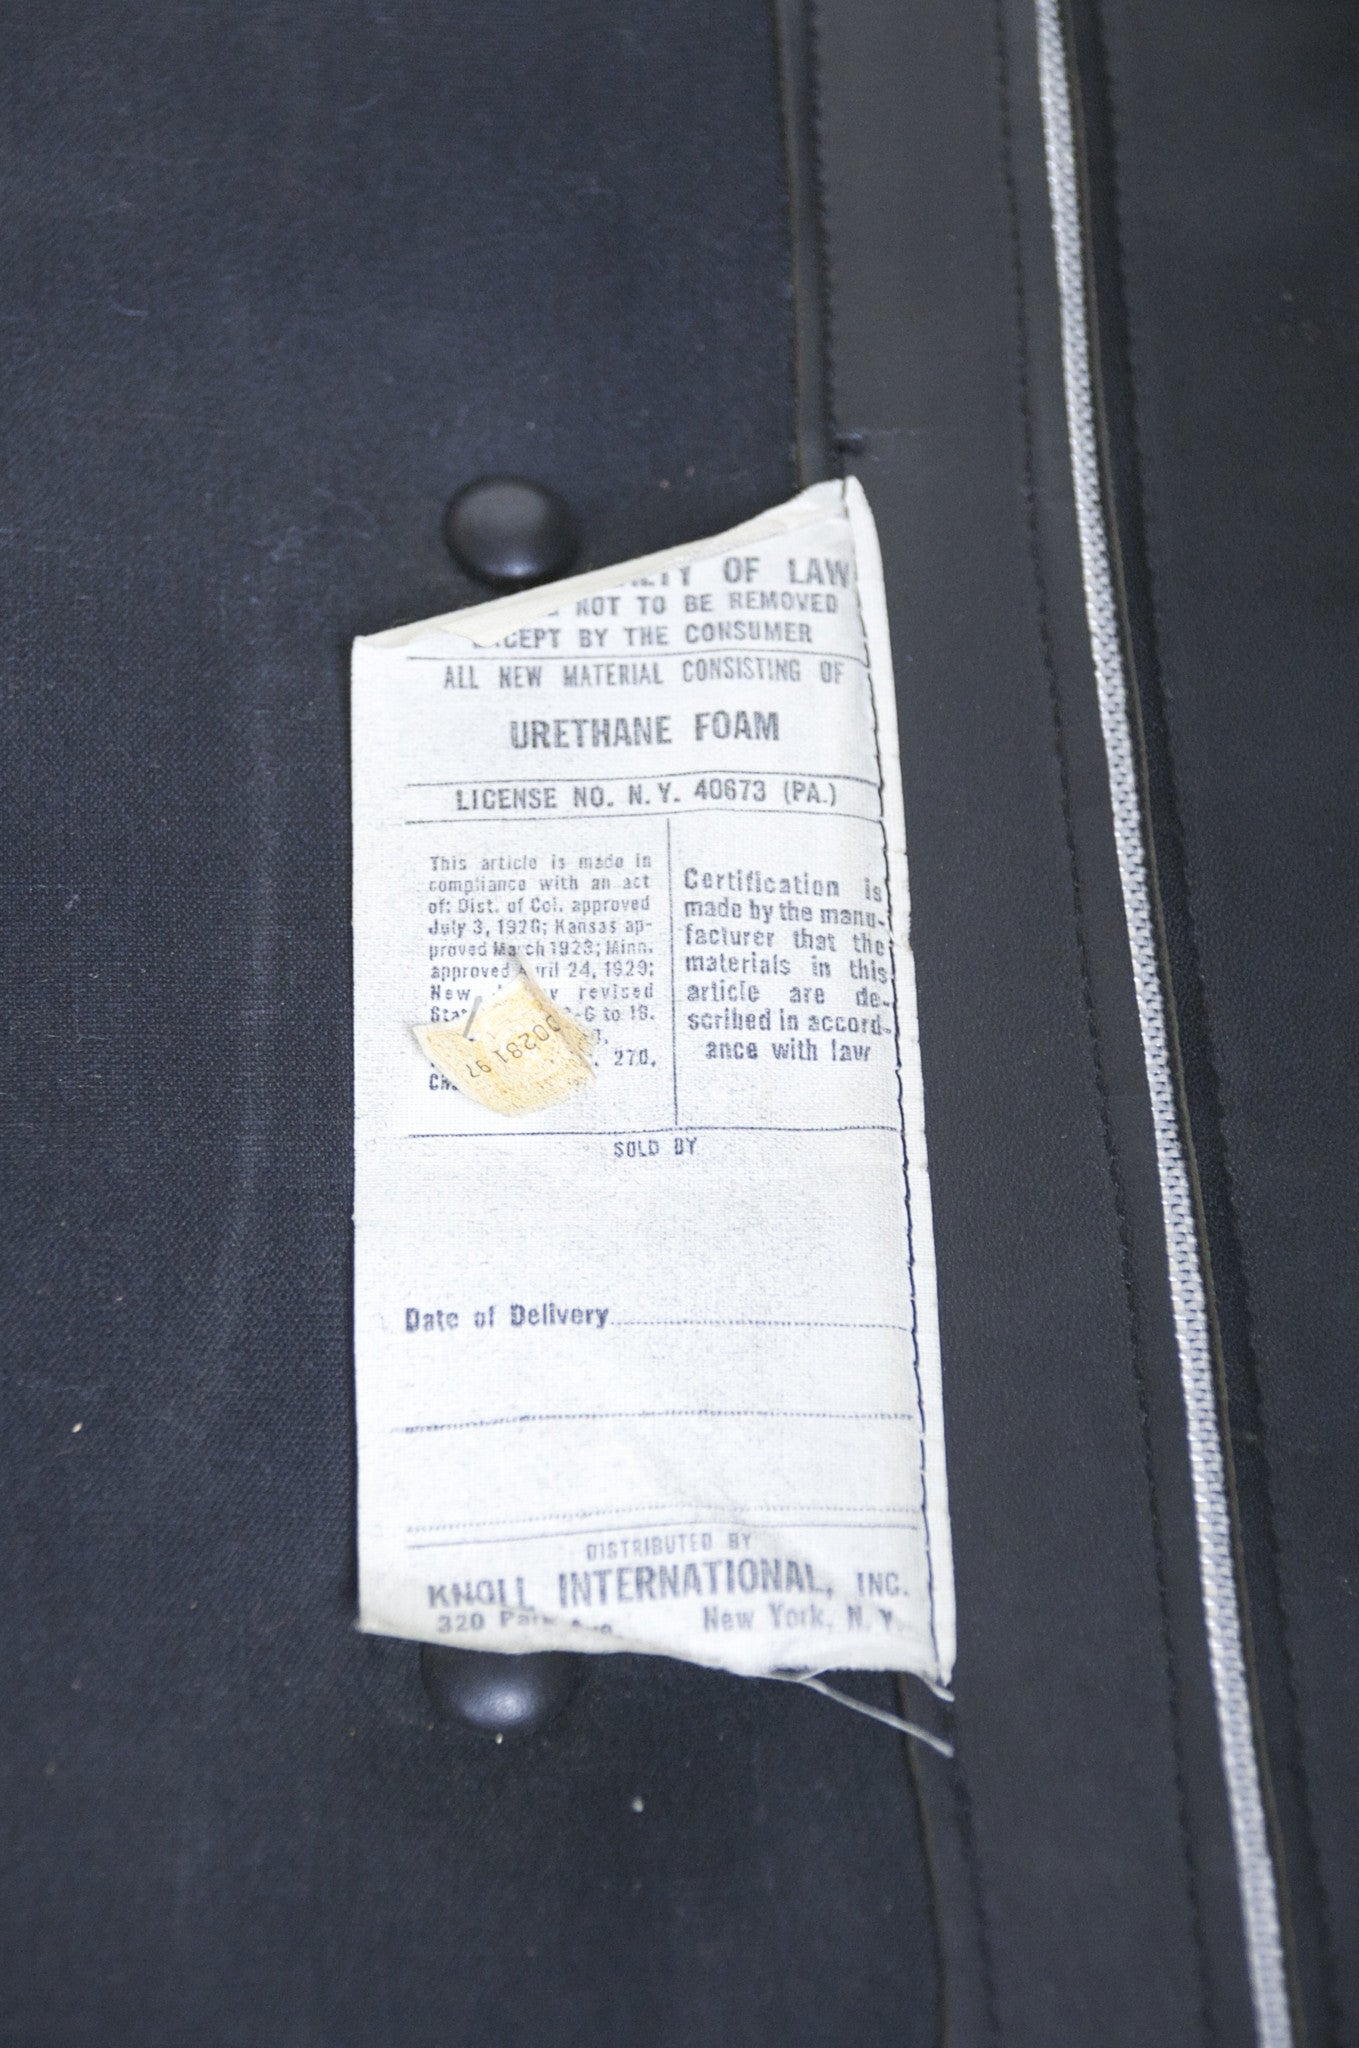 OF LAW
NOT TO BE REMOVED
BY THE CONSUMER
ALL NEW MATERIAL CONSISTING OF
URETHANE FOAM
LICENSE NO. N.Y. 40673 (PA.)
This article is made in
compliance with an act
of: Dist. of Col. approved
July 3, 1926; Kansas ap-
proved March 1923; Minn.
approved April 24, 1929;
New revised
to 18.
270,
Certification is
made by the manu-
facturer that the
materials in this
article are de-
scribed in accord-
ance with law
00281 97
SOLD BY
Date of Delivery
DISTRIBUTED BY
KNOLL INTERNATIONAL, INC.
320 Park Ave. New York, N.Y.